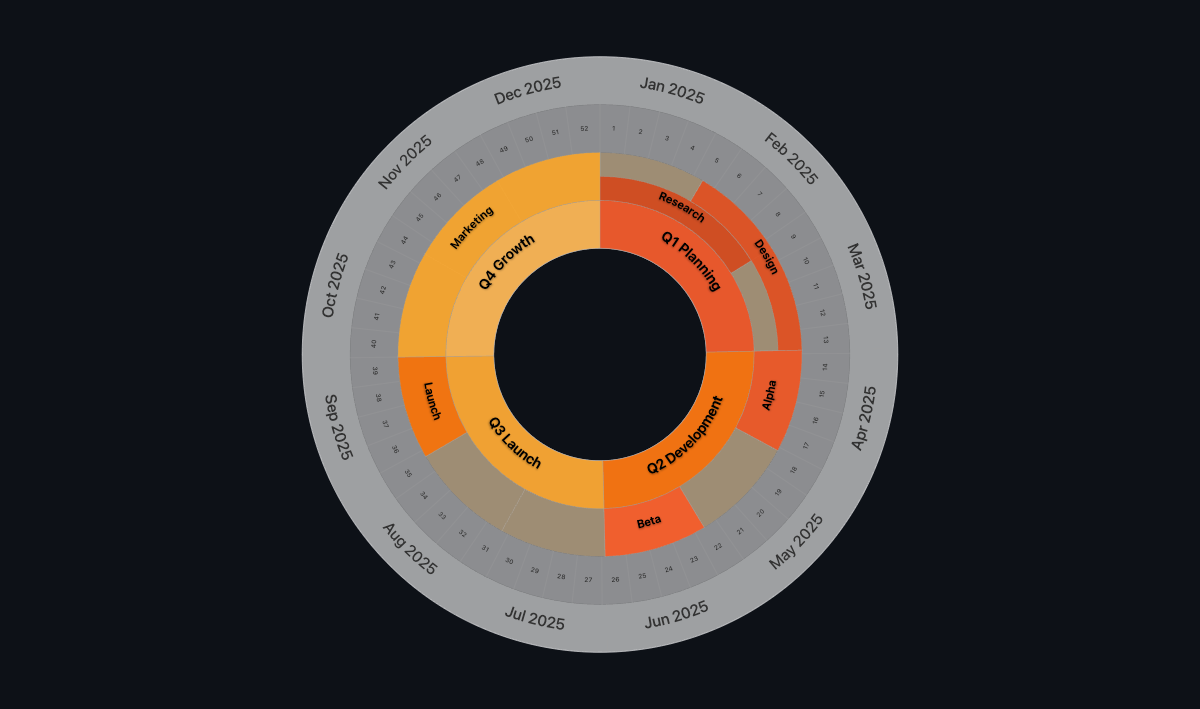 Jan 2025
Feb 2025
Mar 2025
Apr 2025
May 2025
Jun 2025
Jul 2025
Aug 2025
Sep 2025
Oct 2025
Nov 2025
Dec 2025
1
2
3
4
5
6
7
8
9
10
11
12
13
14
15
16
17
18
19
20
21
22
23
24
25
26
27
28
29
30
31
32
33
34
35
36
37
38
39
40
41
42
43
44
45
46
47
48
49
50
51
52
Research
Design
Alpha
Beta
Launch
Marketing
Q1 Planning
Q2 Development
Q3 Launch
Q4 Growth